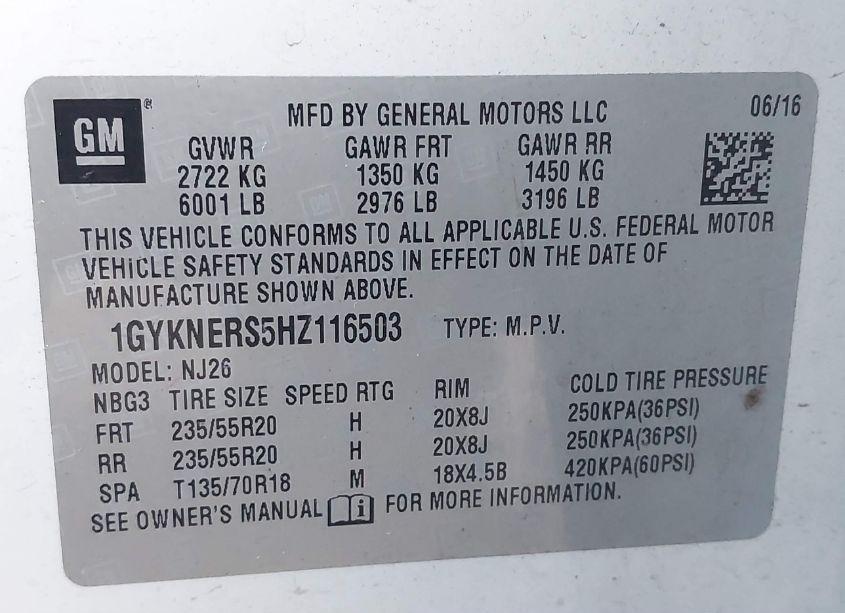 GM ®
MFD BY GENERAL MOTORS LLC 06/16
GVWR GAWR FRT GAWR RR
2722 KG 1350 KG 1450 KG
6001 LB 2976 LB 3196 LB
THIS VEHICLE CONFORMS TO ALL APPLICABLE U.S. FEDERAL MOTOR
VEHICLE SAFETY STANDARDS IN EFFECT ON THE DATE OF
MANUFACTURE SHOWN ABOVE.
1GYKNERS5HZ116503 TYPE: M.P.V.
MODEL: NJ26
NBG3 TIRE SIZE SPEED RTG RIM COLD TIRE PRESSURE
FRT 235/55R20 H 20X8J 250KPA(36PSI)
RR 235/55R20 H 20X8J 250KPA(36PSI)
SPA T135/70R18 M 18X4.5B 420KPA(60PSI)
SEE OWNER'S MANUAL i FOR MORE INFORMATION.